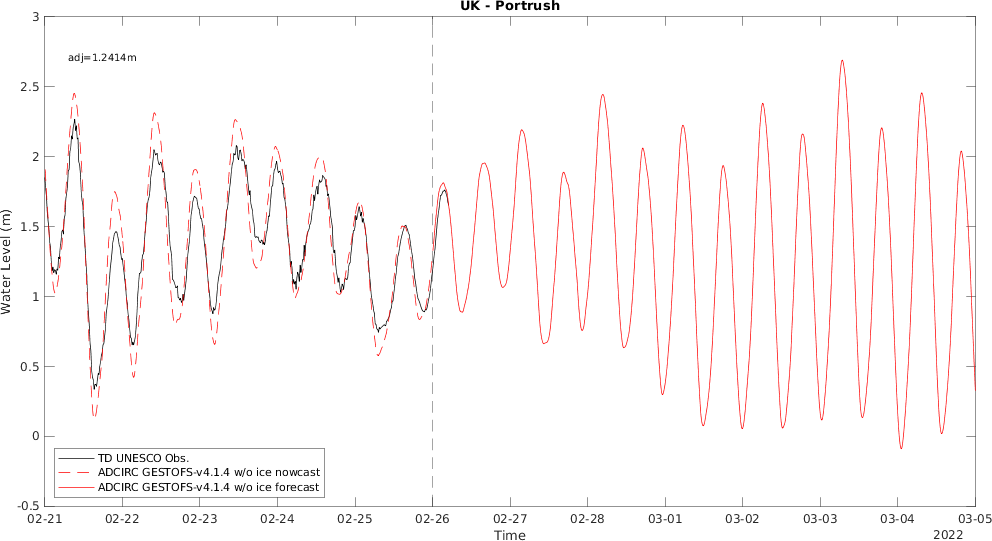 UK - Portrush
3
adj=1.2414m
2.5
2
1.5
1
0.5
0
-0.5
Water Level (m)
TD UNESCO Obs.
ADCIRC GESTOFS-v4.1.4 w/o ice nowcast
ADCIRC GESTOFS-v4.1.4 w/o ice forecast
02-21 02-22 02-23 02-24 02-25 02-26 02-27 02-28 03-01 03-02 03-03 03-04 03-05
Time
2022